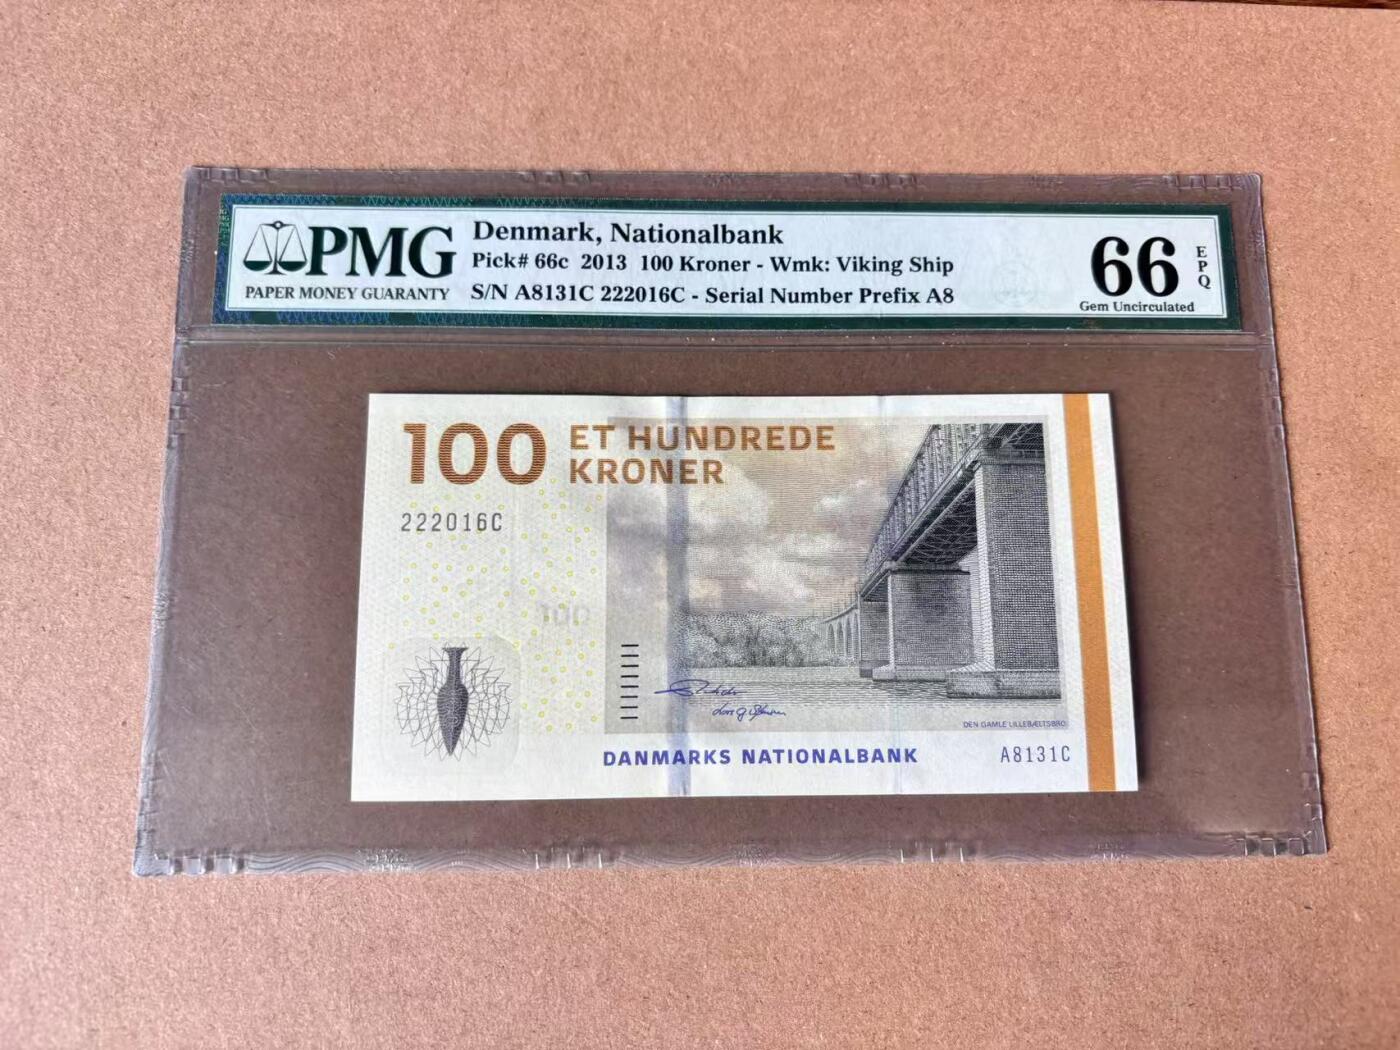 PMG
PAPER MONEY GUARANTY
Denmark, Nationalbank
Pick# 66c 2013 100 Kroner - Wmk: Viking Ship
S/N A8131C 222016C - Serial Number Prefix A8
66
EPQ
Gem Uncirculated
100
ET HUNDREDE
KRONER
222016C
100
DEN GAMLE LILLEBÆLTSBRO
DANMARKS NATIONALBANK
A8131C